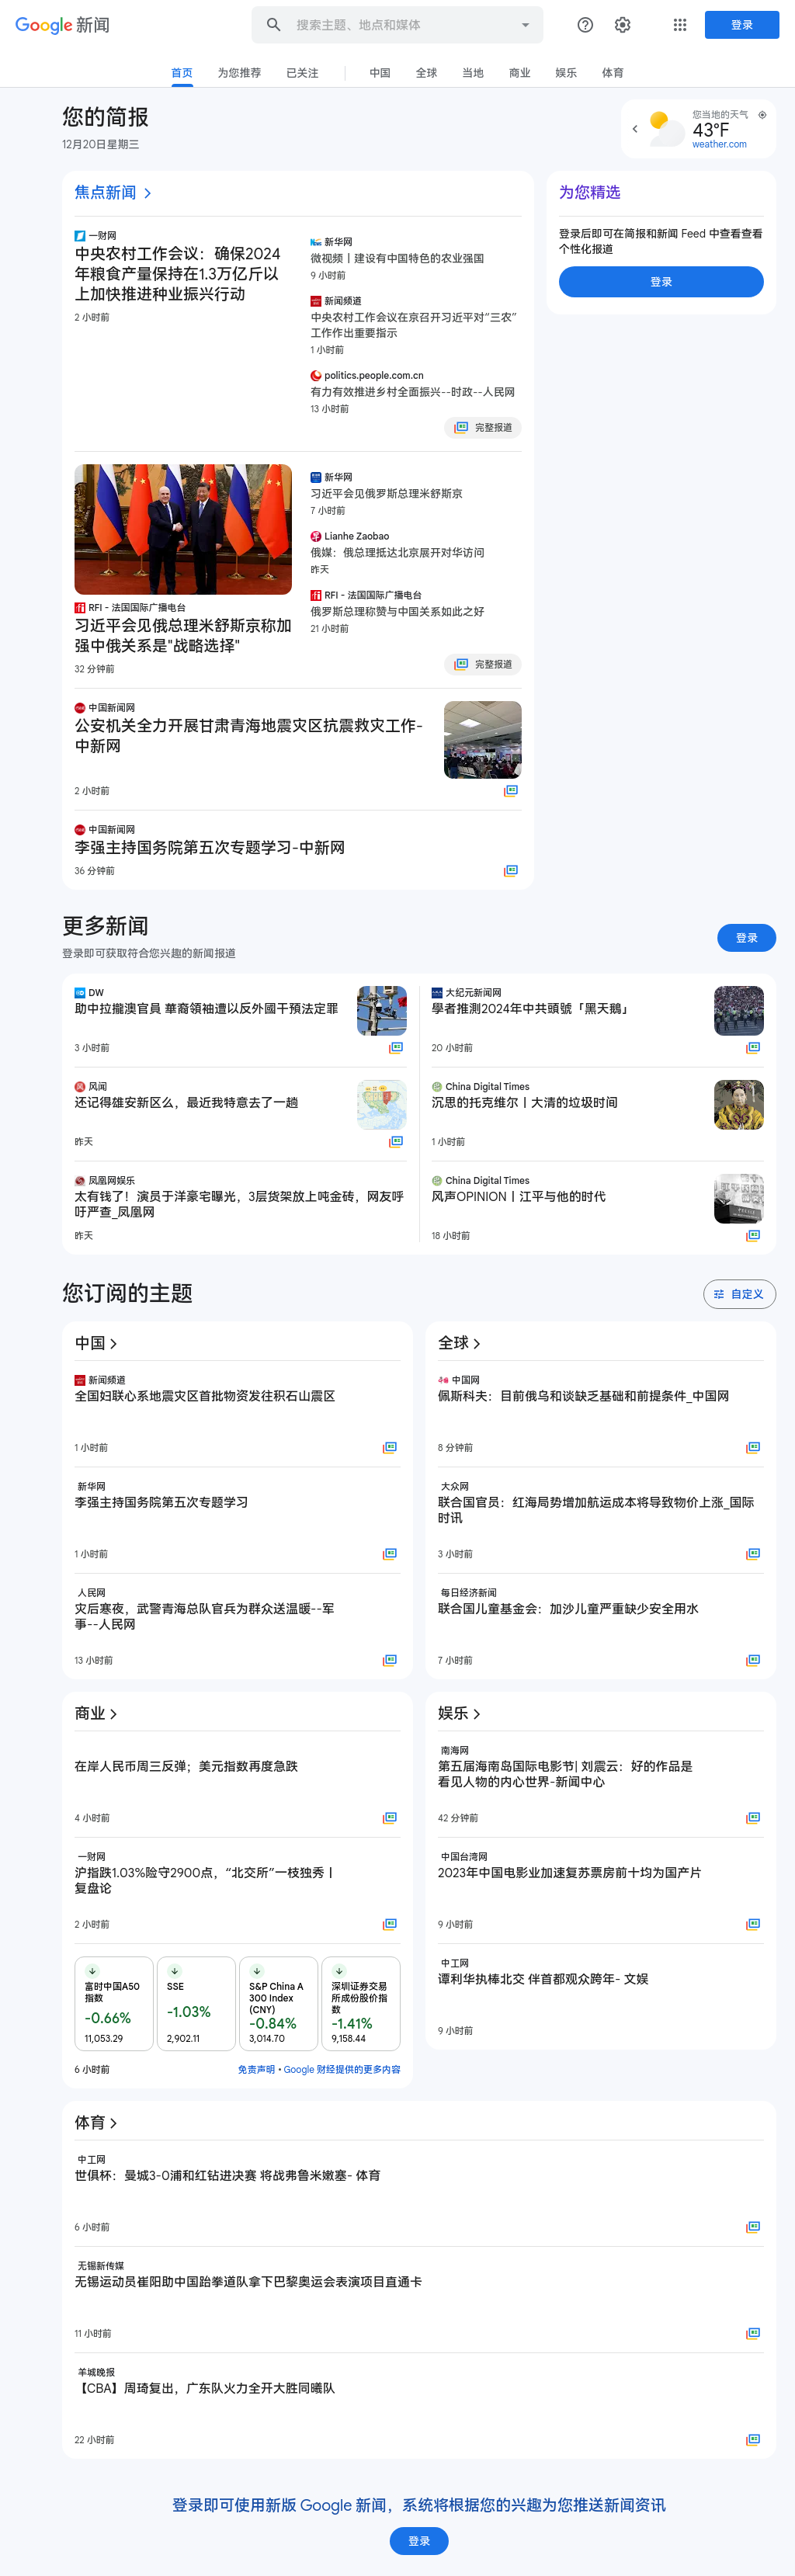 Google 新闻
搜索主题、地点和媒体
登录
首页
为您推荐
已关注
中国
全球
当地
商业
娱乐
体育
您的简报
12月20日星期三
您当地的天气
43°F
weather.com
焦点新闻
一财网
中央农村工作会议：确保2024
年粮食产量保持在1.3万亿斤以
上加快推进种业振兴行动
2 小时前
新华网
微视频丨建设有中国特色的农业强国
9 小时前
新闻频道
中央农村工作会议在京召开习近平对“三农”
工作作出重要指示
1 小时前
politics.people.com.cn
有力有效推进乡村全面振兴--时政--人民网
13 小时前
完整报道
为您精选
登录后即可在简报和新闻 Feed 中查看查看
个性化报道
登录
RFI - 法国国际广播电台
习近平会见俄总理米舒斯京称加
强中俄关系是"战略选择"
32 分钟前
新华网
习近平会见俄罗斯总理米舒斯京
7 小时前
Lianhe Zaobao
俄媒：俄总理抵达北京展开对华访问
昨天
RFI - 法国国际广播电台
俄罗斯总理称赞与中国关系如此之好
21 小时前
完整报道
中国新闻网
公安机关全力开展甘肃青海地震灾区抗震救灾工作-
中新网
2 小时前
中国新闻网
李强主持国务院第五次专题学习-中新网
36 分钟前
更多新闻
登录即可获取符合您兴趣的新闻报道
登录
DW
助中拉攏澳官員 華裔領袖遭以反外國干預法定罪
3 小时前
大纪元新闻网
學者推測2024年中共頭號「黑天鵝」
20 小时前
风闻
还记得雄安新区么，最近我特意去了一趟
昨天
China Digital Times
沉思的托克维尔丨大清的垃圾时间
1 小时前
凤凰网娱乐
太有钱了！演员于洋豪宅曝光，3层货架放上吨金砖，网友呼
吁严查_凤凰网
昨天
China Digital Times
风声OPINION丨江平与他的时代
18 小时前
您订阅的主题
自定义
中国
新闻频道
全国妇联心系地震灾区首批物资发往积石山震区
1 小时前
新华网
李强主持国务院第五次专题学习
1 小时前
人民网
灾后寒夜，武警青海总队官兵为群众送温暖--军
事--人民网
13 小时前
全球
中国网
佩斯科夫：目前俄乌和谈缺乏基础和前提条件_中国网
8 分钟前
大众网
联合国官员：红海局势增加航运成本将导致物价上涨_国际
时讯
3 小时前
每日经济新闻
联合国儿童基金会：加沙儿童严重缺少安全用水
7 小时前
商业
在岸人民币周三反弹；美元指数再度急跌
4 小时前
一财网
沪指跌1.03%险守2900点，“北交所”一枝独秀丨
复盘论
2 小时前
富时中国A50
指数
-0.66%
11,053.29
SSE
-1.03%
2,902.11
S&P China A
300 Index
(CNY)
-0.84%
3,014.70
深圳证券交易
所成份股价指
数
-1.41%
9,158.44
6 小时前
免责声明 • Google 财经提供的更多内容
娱乐
南海网
第五届海南岛国际电影节| 刘震云：好的作品是
看见人物的内心世界-新闻中心
42 分钟前
中国台湾网
2023年中国电影业加速复苏票房前十均为国产片
9 小时前
中工网
谭利华执棒北交 伴首都观众跨年- 文娱
9 小时前
体育
中工网
世俱杯：曼城3-0浦和红钻进决赛 将战弗鲁米嫩塞- 体育
6 小时前
无锡新传媒
无锡运动员崔阳助中国跆拳道队拿下巴黎奥运会表演项目直通卡
11 小时前
羊城晚报
【CBA】周琦复出，广东队火力全开大胜同曦队
22 小时前
登录即可使用新版 Google 新闻，系统将根据您的兴趣为您推送新闻资讯
登录